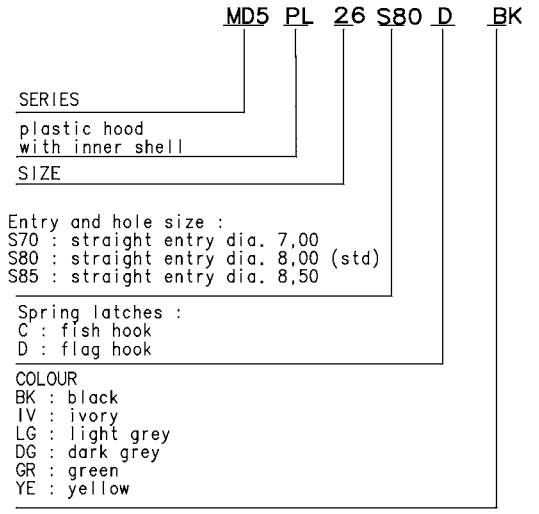 MD5 PL 26 S80 D BK
SERIES
plastic hood
with inner shell
SIZE
Entry and hole size :
S70 : straight entry dia. 7,00
S80 : straight entry dia. 8,00 (std)
S85 : straight entry dia. 8,50
Spring latches :
C : fish hook
D : flag hook
COLOUR
BK : black
IV : ivory
LG : light grey
DG : dark grey
GR : green
YE : yellow